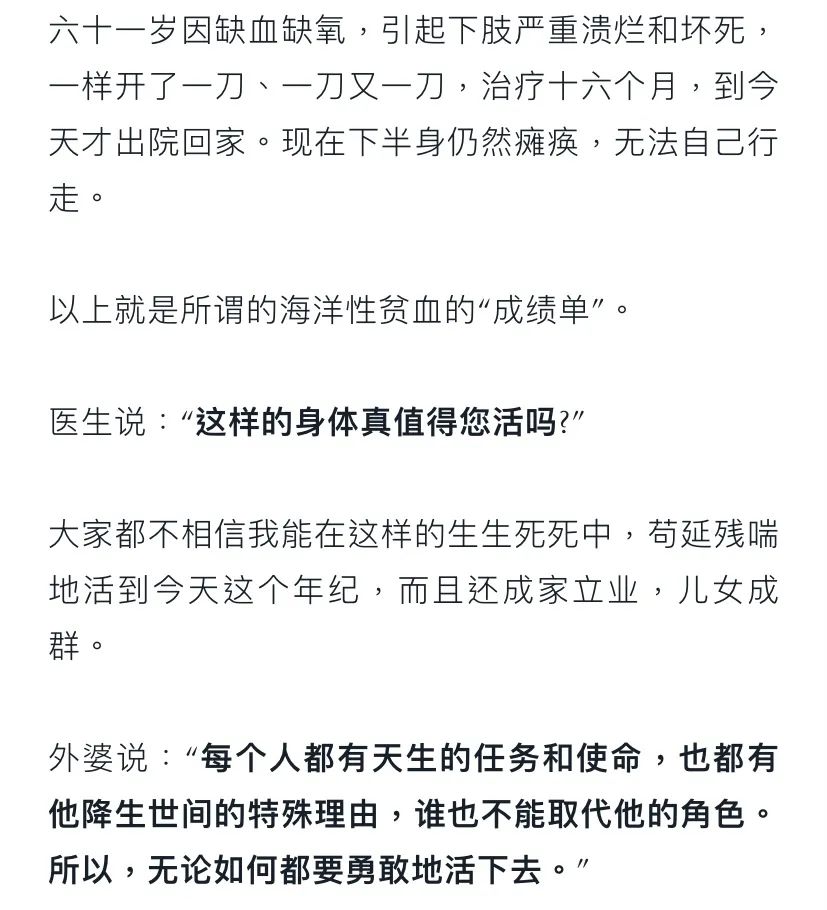 六十一岁因缺血缺氧，引起下肢严重溃烂和坏死，
一样开了一刀、一刀又一刀，治疗十六个月，到今
天才出院回家。现在下半身仍然瘫痪，无法自己行
走。
以上就是所谓的海洋性贫血的“成绩单”。
医生说：“这样的身体真值得您活吗?”
大家都不相信我能在这样的生生死死中，苟延残喘
地活到今天这个年纪，而且还成家立业，儿女成
群。
外婆说：“每个人都有天生的任务和使命，也都有
他降生世间的特殊理由，谁也不能取代他的角色。
所以，无论如何都要勇敢地活下去。”